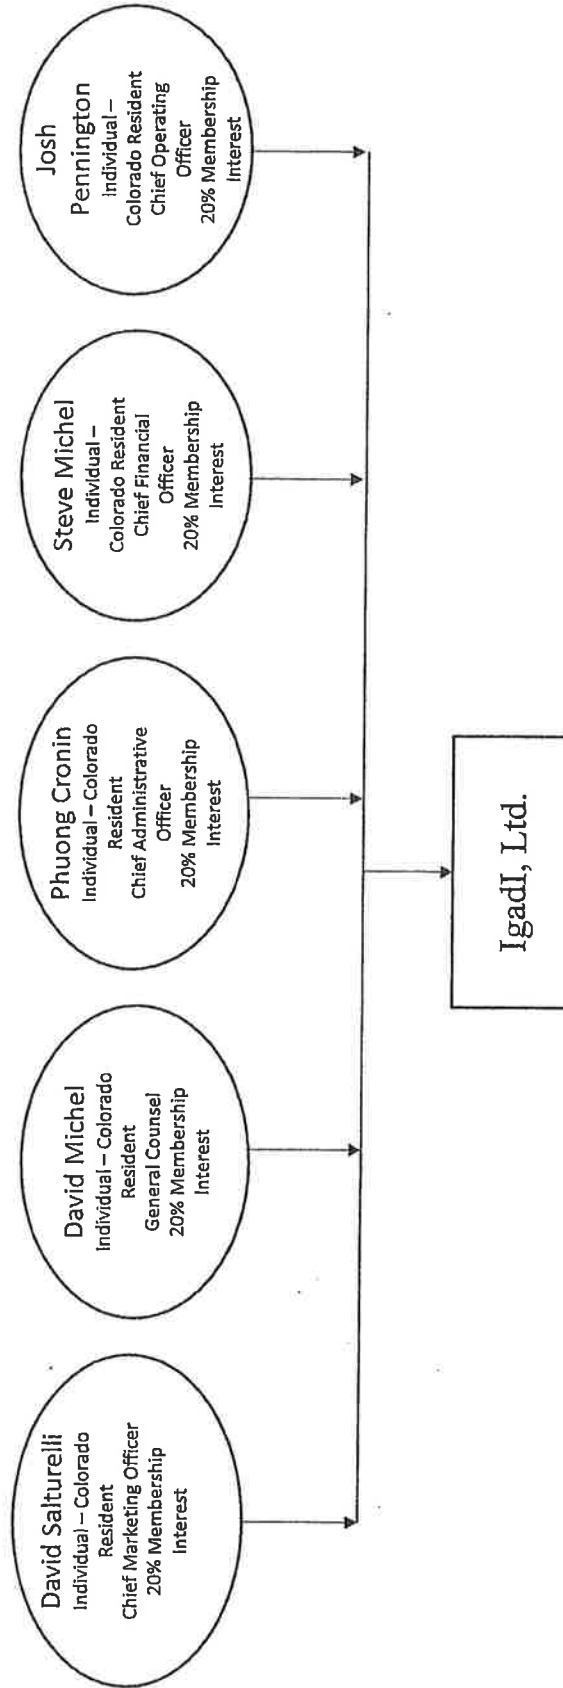 David Salturelli
Individual – Colorado
Resident
Chief Marketing Officer
20% Membership
Interest
David Michel
Individual – Colorado
Resident
General Counsel
20% Membership
Interest
Phuong Cronin
Individual – Colorado
Resident
Chief Administrative
Officer
20% Membership
Interest
Steve Michel
Individual –
Colorado Resident
Chief Financial
Officer
20% Membership
Interest
Josh
Pennington
Individual –
Colorado Resident
Chief Operating
Officer
20% Membership
Interest
IgadI, Ltd.